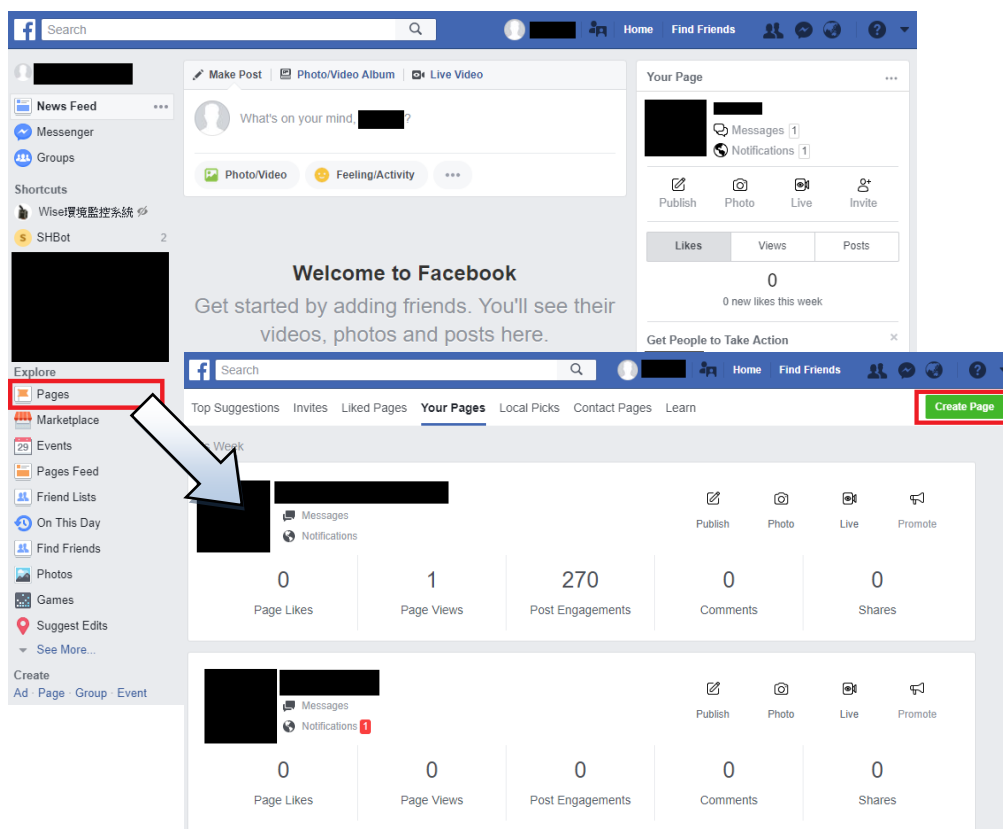 f Search Home Find Friends ?
Make Post Photo/Video Album Live Video
What's on your mind, ?
Photo/Video Feeling/Activity
News Feed
Messenger
Groups
Shortcuts
Wise環境監控系統
SHBot 2
Explore
Pages
Marketplace
29 Events
Pages Feed
Friend Lists
On This Day
Find Friends
Photos
Games
Suggest Edits
See More...
Create
Ad · Page · Group · Event
Welcome to Facebook
Get started by adding friends. You'll see their
videos, photos and posts here.
Your Page
Messages 1
Notifications 1
Publish Photo Live Invite
Likes Views Posts
0
0 new likes this week
Get People to Take Action
f Search Home Find Friends ?
Top Suggestions Invites Liked Pages Your Pages Local Picks Contact Pages Learn Create Page
Week
Messages
Notifications
Publish Photo Live Promote
0 1 270 0 0
Page Likes Page Views Post Engagements Comments Shares
Messages
Notifications 1
Publish Photo Live Promote
0 0 0 0 0
Page Likes Page Views Post Engagements Comments Shares